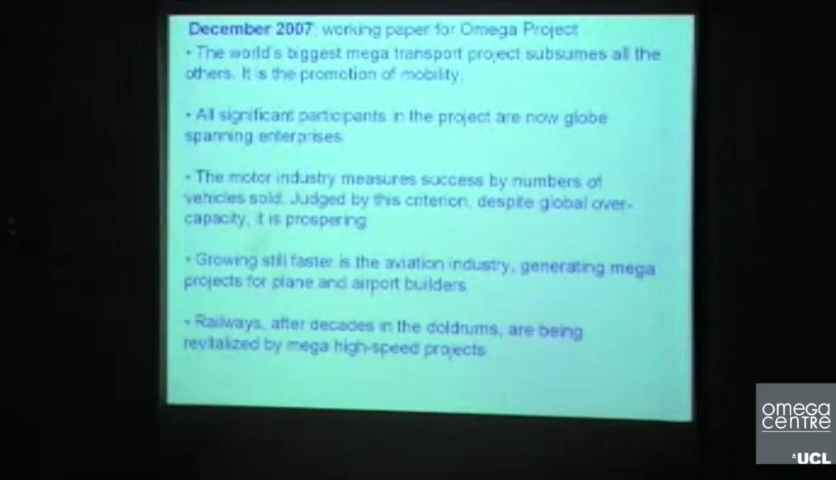 December 2007: working paper for Omega Project
• The world's biggest mega transport project subsumes all the
others. It is the promotion of mobility.
• All significant participants in the project are now globe
spanning enterprises.
• The motor industry measures success by numbers of
vehicles sold. Judged by this criterion, despite global over-
capacity, it is prospering
• Growing still faster is the aviation industry, generating mega
projects for plane and airport builders
• Railways, after decades in the doldrums, are being
revitalized by mega high-speed projects
omega
centre
UCL